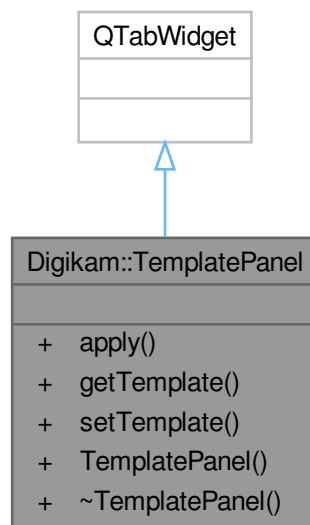 QTabWidget
Digikam::TemplatePanel
+ apply()
+ getTemplate()
+ setTemplate()
+ TemplatePanel()
+ ~TemplatePanel()